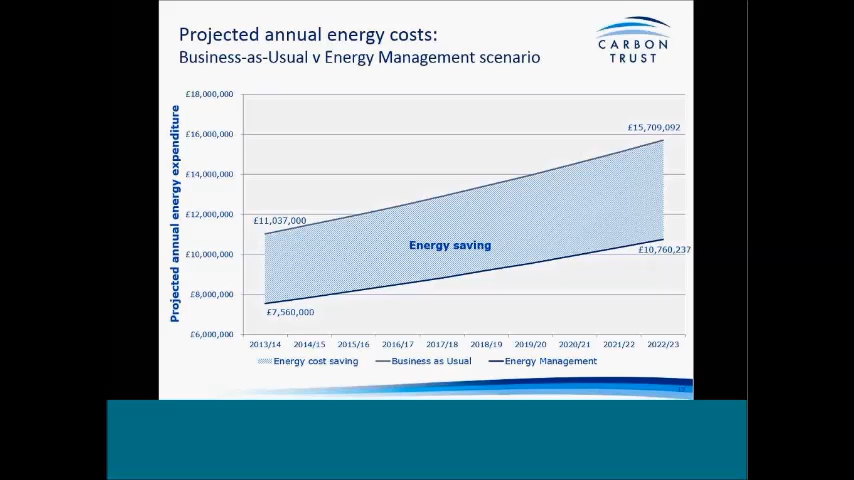 Projected annual energy costs:
Business-as-Usual v Energy Management scenario
CARBON
TRUST
Projected annual energy expenditure
£18,000,000
£16,000,000
£14,000,000
£12,000,000
£10,000,000
£8,000,000
£6,000,000
£15,709,092
£11,037,000
Energy saving
£10,760,237
£7,560,000
2013/14 2014/15 2015/16 2016/17 2017/18 2018/19 2019/20 2020/21 2021/22 2022/23
Energy cost saving Business as Usual Energy Management